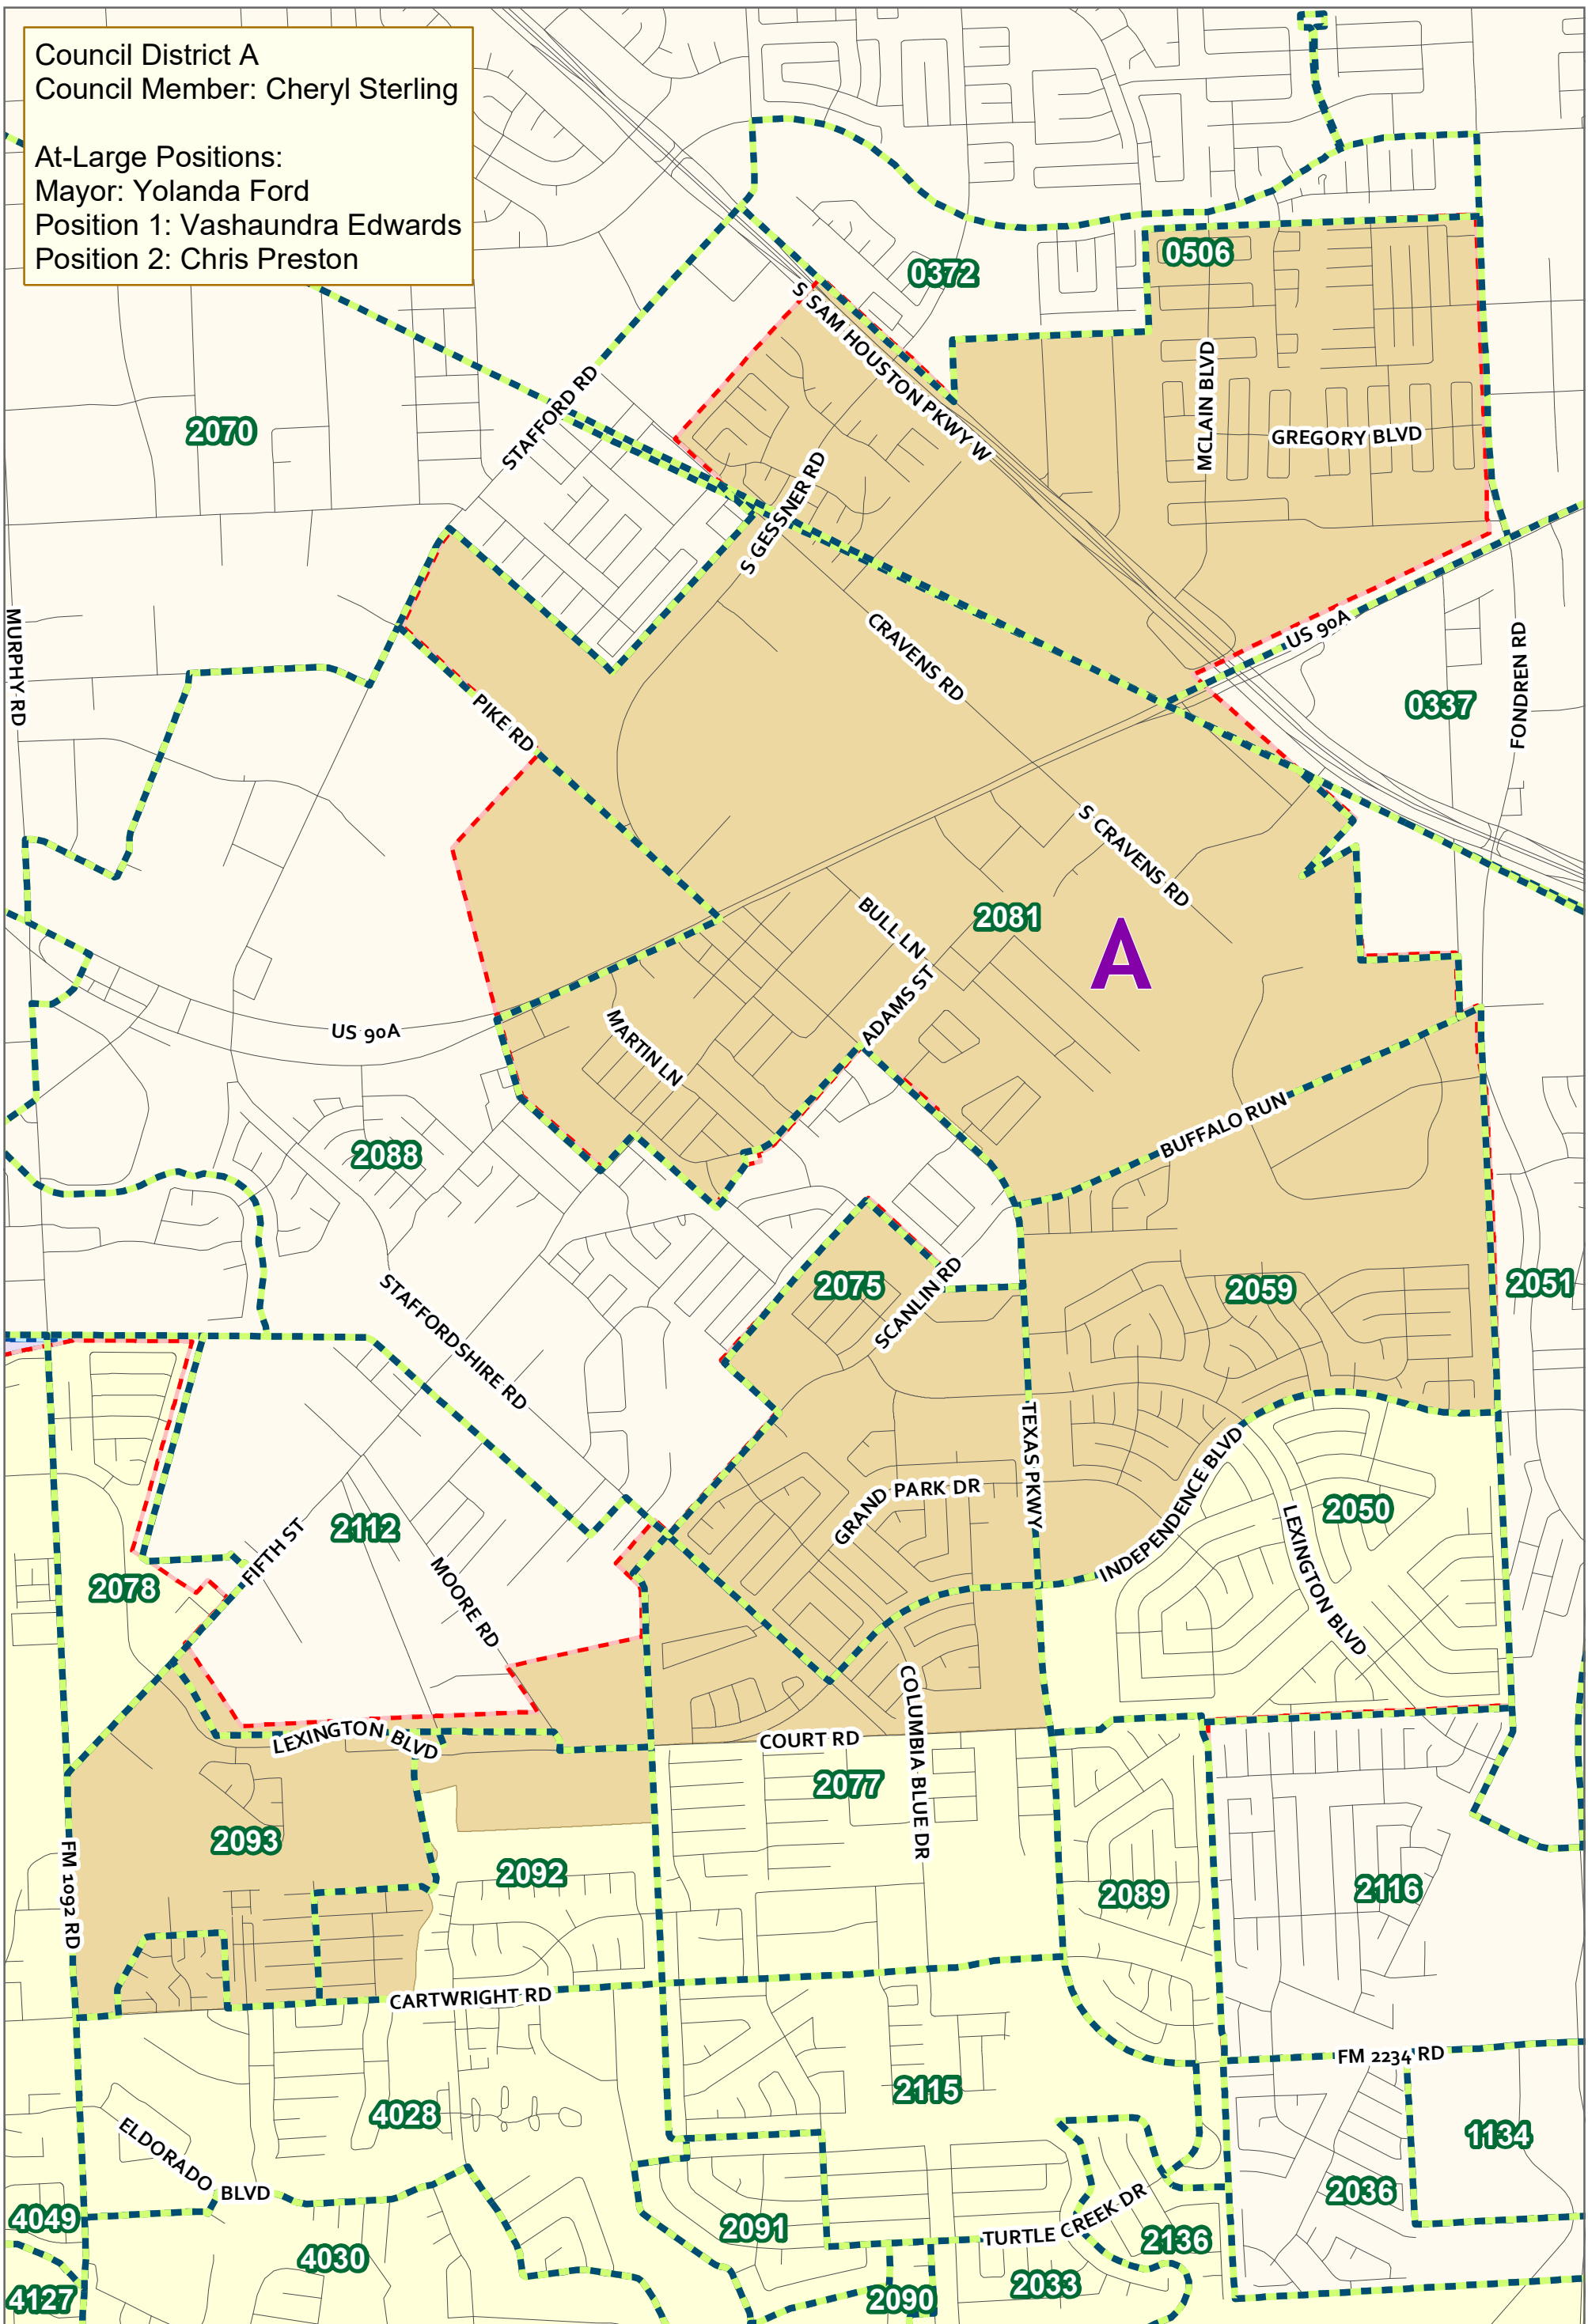 Council District A
Council Member: Cheryl Sterling
At-Large Positions:
Mayor: Yolanda Ford
Position 1: Vashaundra Edwards
Position 2: Chris Preston
0506
0372
S SAM HOUSTON PKWY W
MCLAIN BLVD
STAFFORD RD
2070
GREGORY BLVD
S GESSNER RD
MURPHY RD
CRAVENS RD
US 90A
FONDREN RD
0337
PIKE RD
S CRAVENS RD
BULL LN
2081
A
ADAMS ST
US 90A
MARTIN LN
BUFFALO RUN
2088
2075
2059
2051
SCANLIN RD
STAFFORDSHIRE RD
TEXAS PKWY
GRAND PARK DR
INDEPENDENCE BLVD
2050
LEXINGTON BLVD
2112
FIFTH ST
MOORE RD
2078
COLUMBIA BLUE DR
LEXINGTON BLVD
COURT RD
2077
2093
2092
FM 1092 RD
2089
2116
CARTWRIGHT RD
FM 2234 RD
2115
4028
1134
ELDORADO BLVD
2036
4049
2091
TURTLE CREEK DR
2136
4030
2033
4127
2090